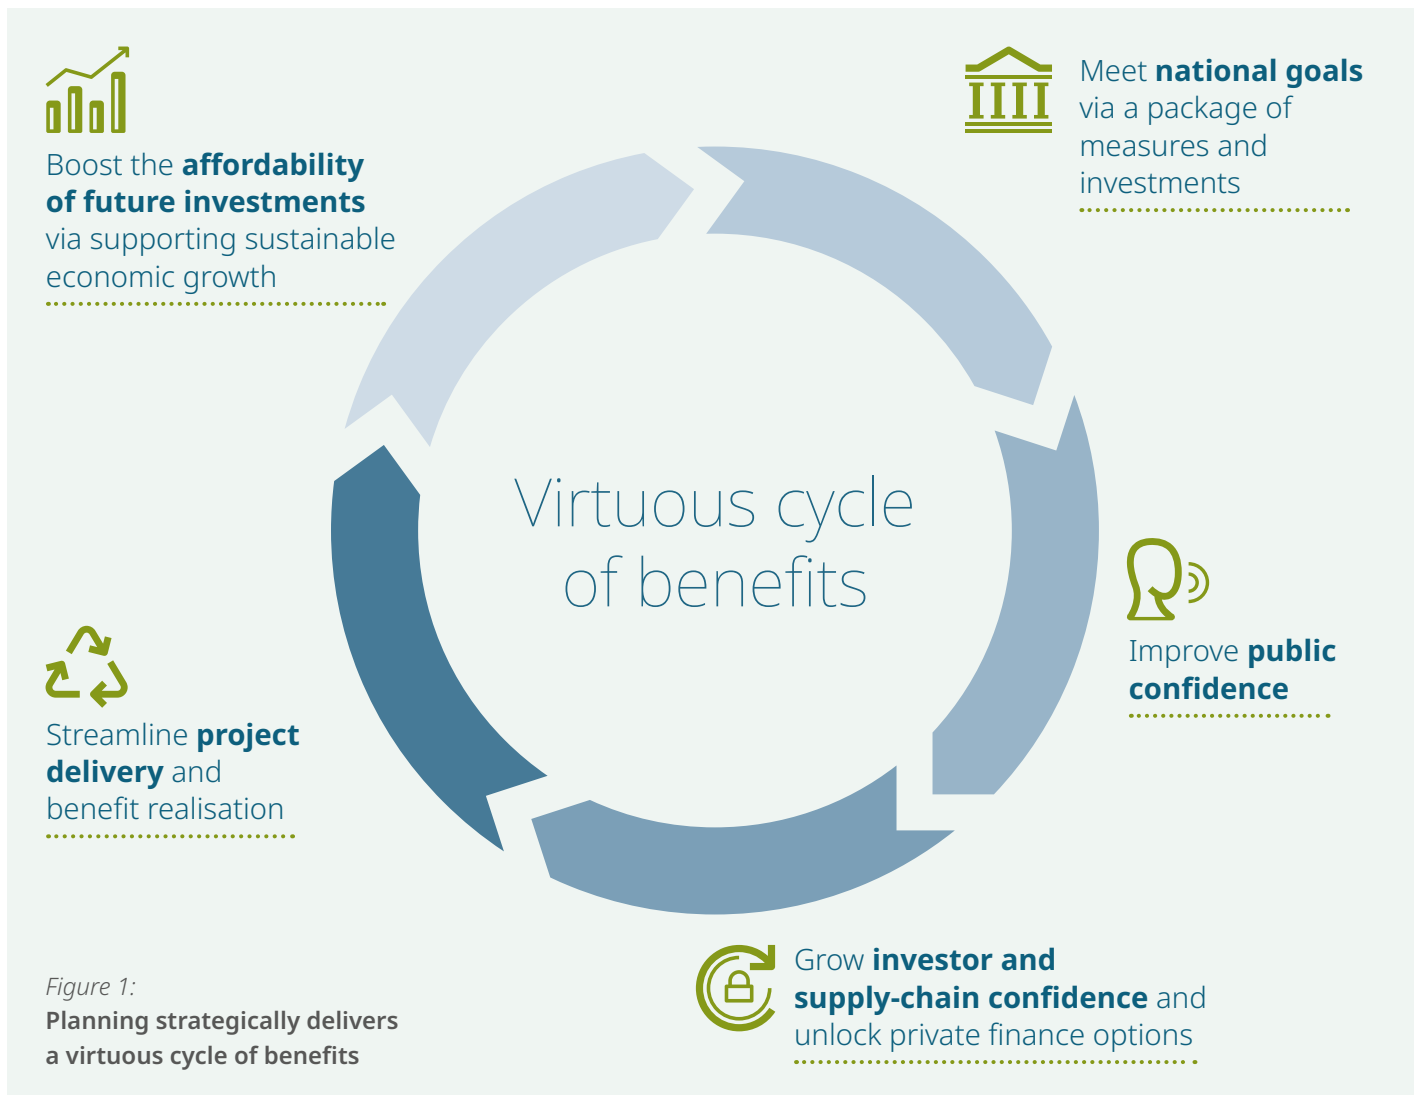 Boost the affordability
of future investments
via supporting sustainable
economic growth
Meet national goals
via a package of
measures and
investments
Virtuous cycle
of benefits
Improve public
confidence
Streamline project
delivery and
benefit realisation
Grow investor and
supply-chain confidence and
unlock private finance options
Figure 1:
Planning strategically delivers
a virtuous cycle of benefits